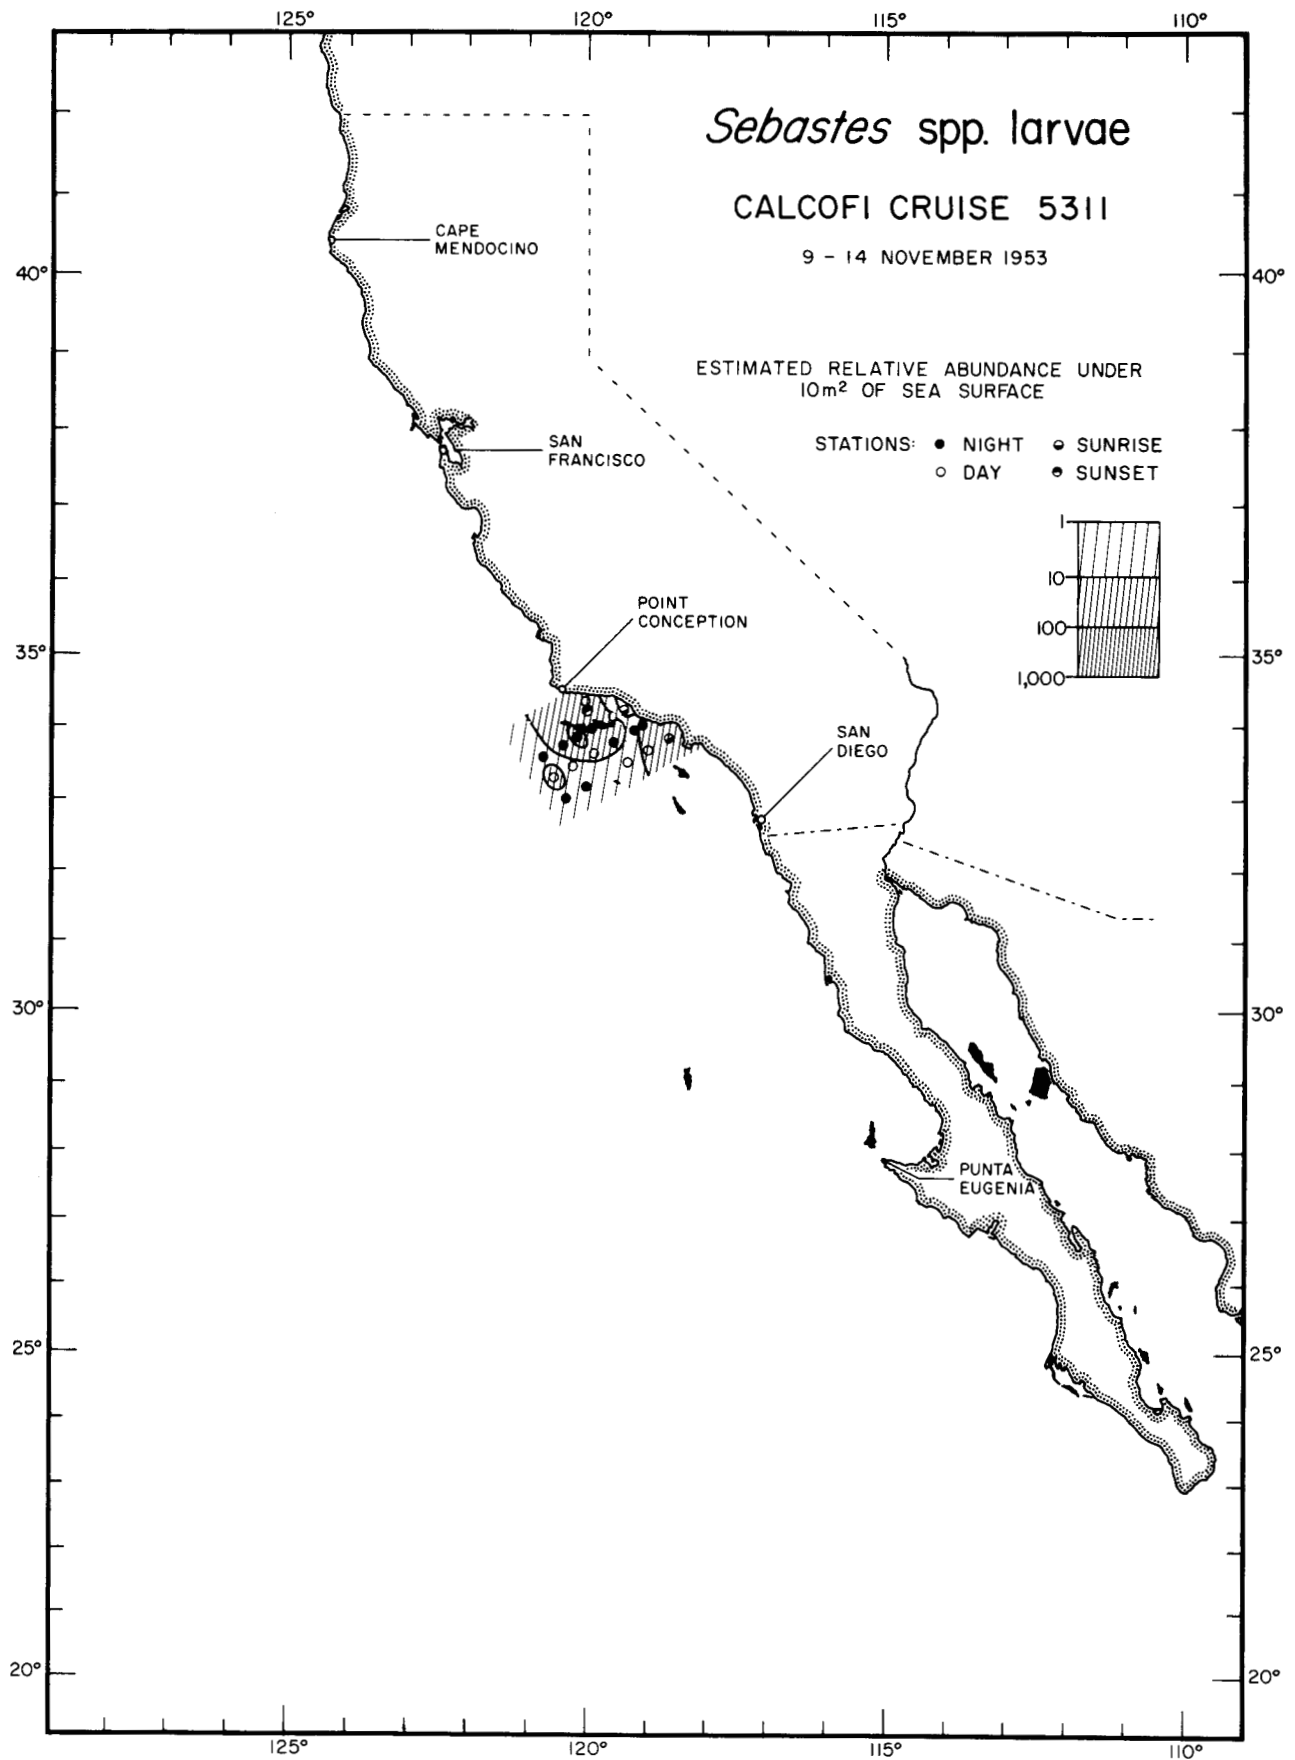 125° 120° 115° 110°
Sebastes spp. larvae
CALCOFI CRUISE 5311
9 – 14 NOVEMBER 1953
CAPE
MENDOCINO
40° 40°
ESTIMATED RELATIVE ABUNDANCE UNDER
10m² OF SEA SURFACE
STATIONS: ● NIGHT ◒ SUNRISE
○ DAY ◓ SUNSET
SAN
FRANCISCO
1
10
100
1,000
POINT
CONCEPTION
35° 35°
SAN
DIEGO
30° 30°
PUNTA
EUGENIA
25° 25°
20° 20°
125° 120° 115° 110°